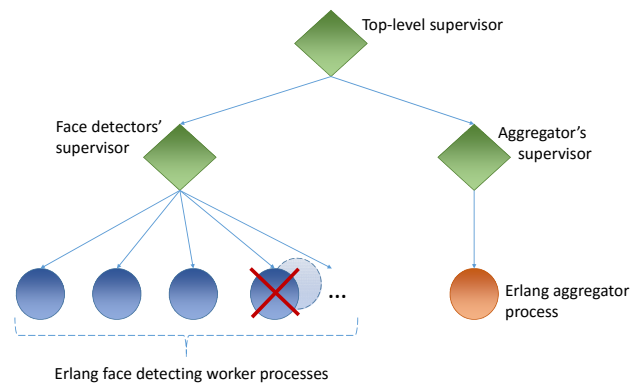 Top-level supervisor
Face detectors'
supervisor
Aggregator's
supervisor
...
Erlang aggregator
process
Erlang face detecting worker processes